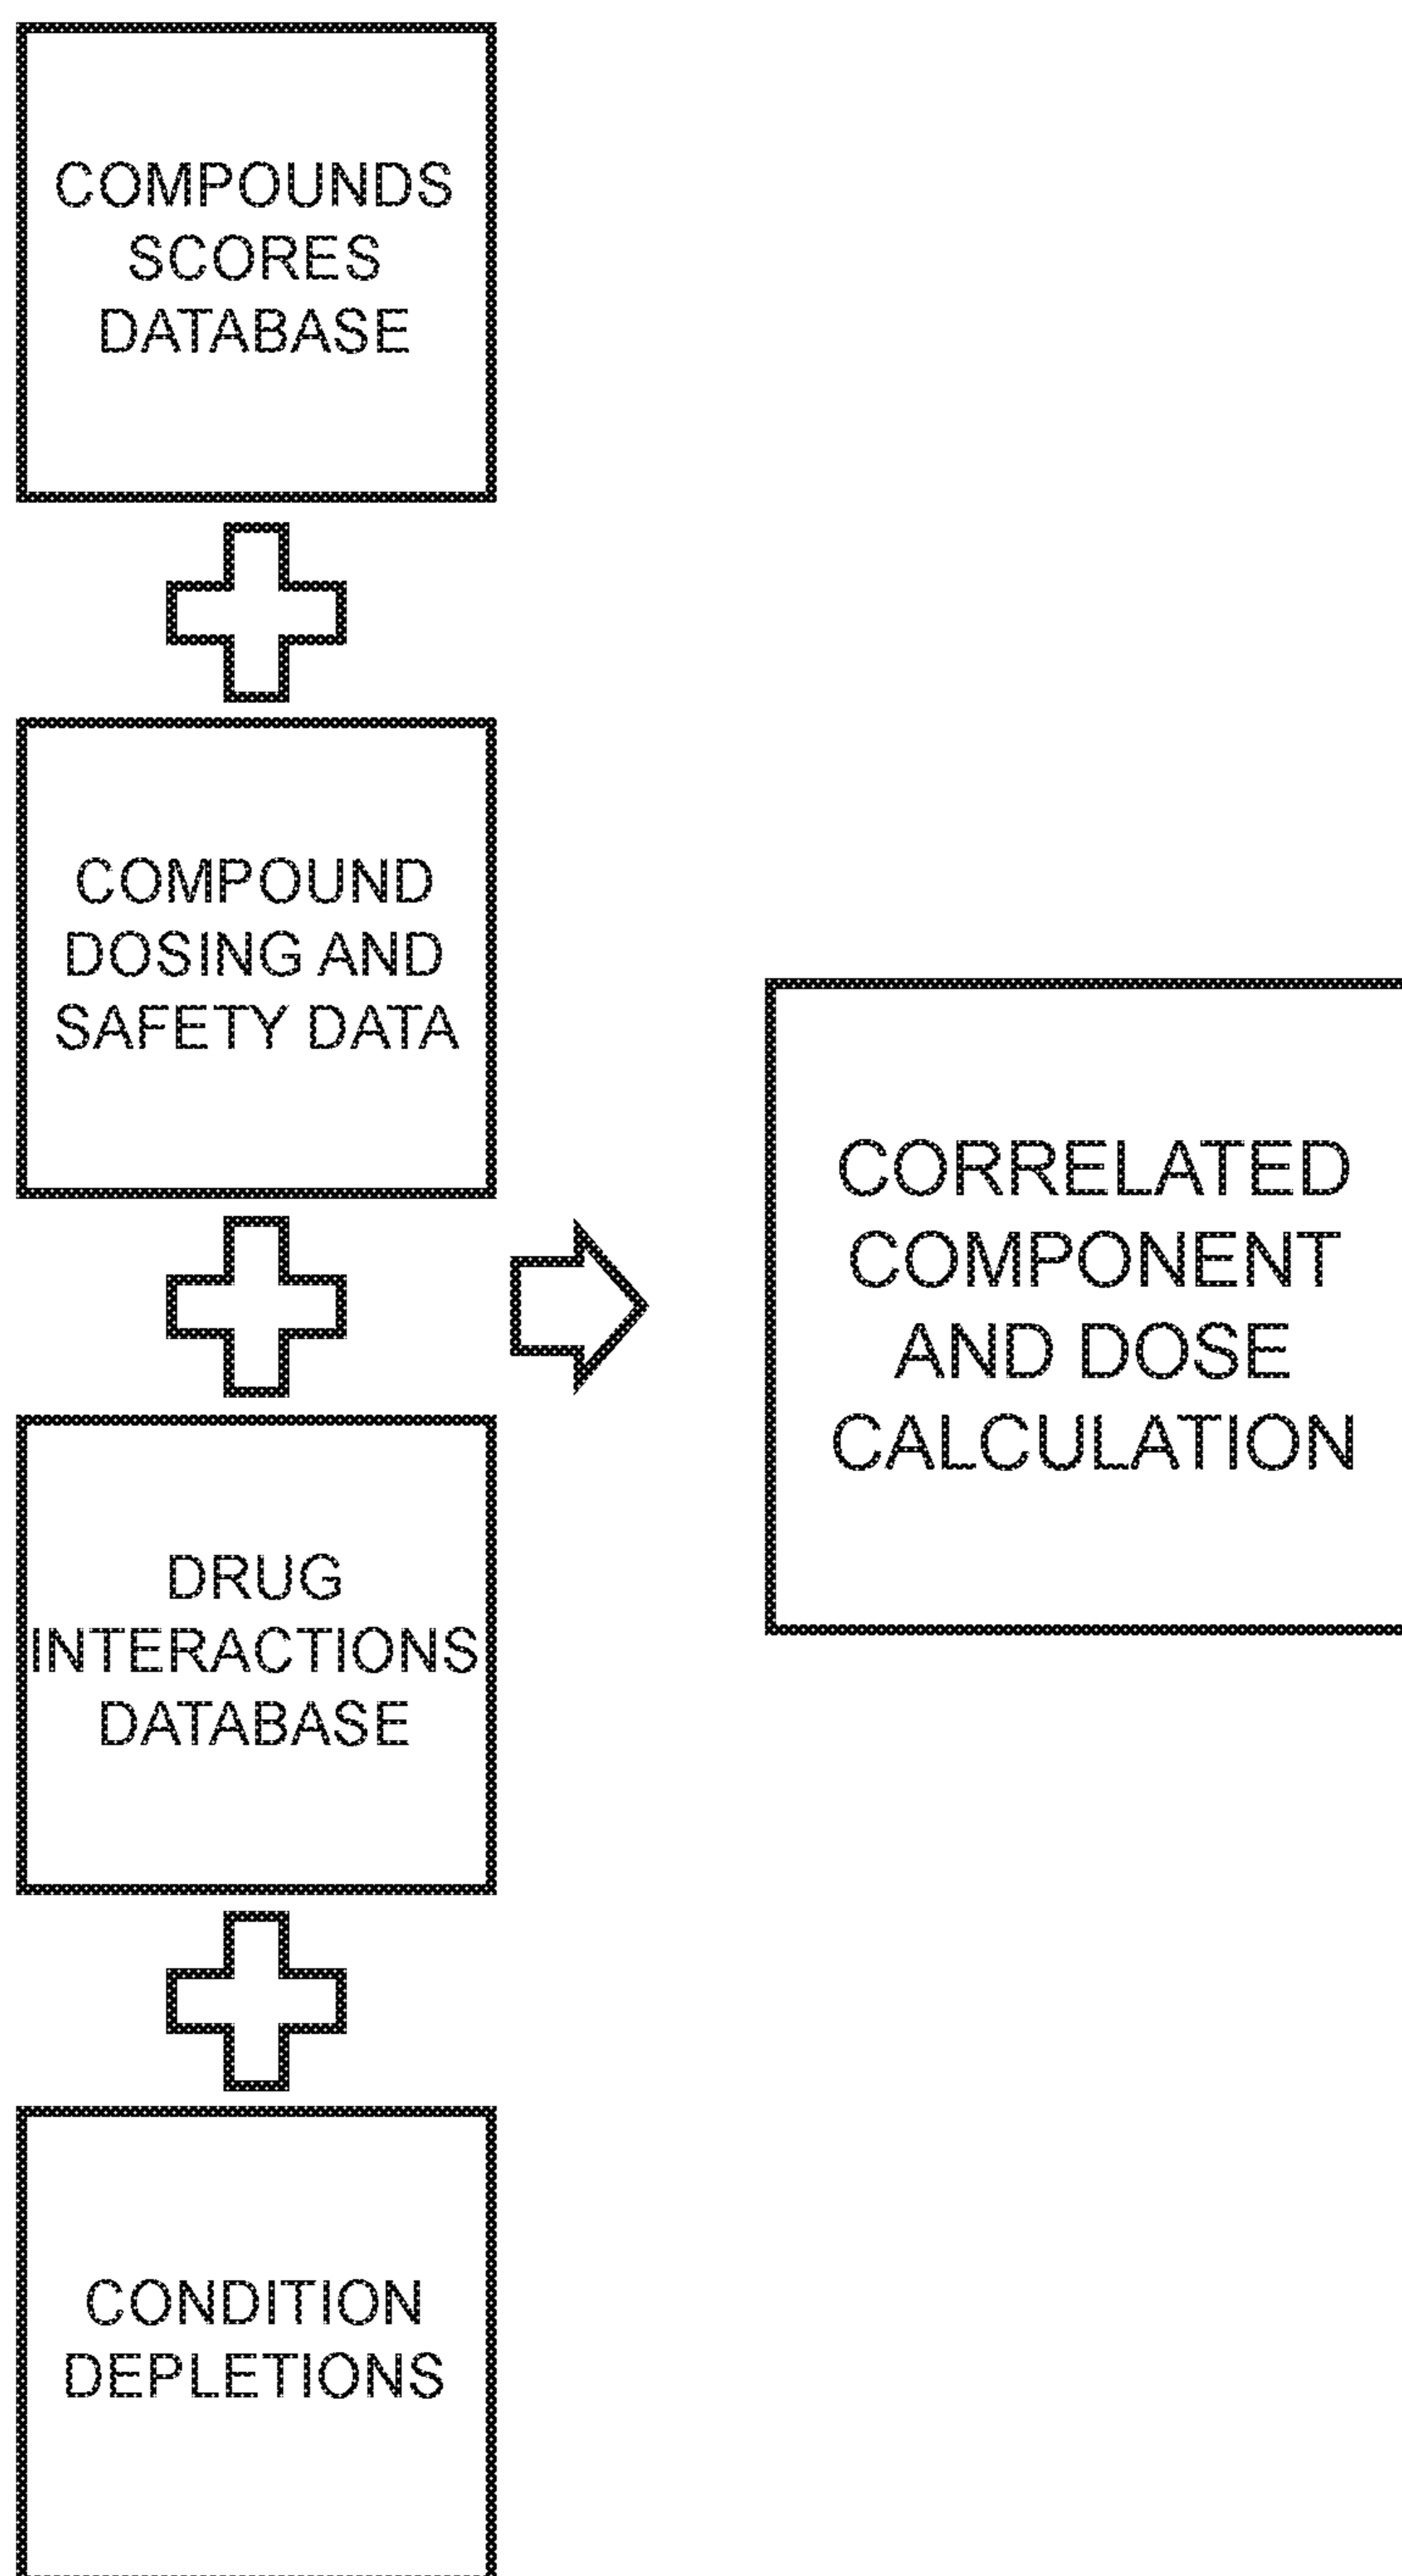 COMPOUNDS
SCORES
DATABASE
COMPOUND
DOSING AND
SAFETY DATA
DRUG
INTERACTIONS
DATABASE
CONDITION
DEPLETIONS
CORRELATED
COMPONENT
AND DOSE
CALCULATION